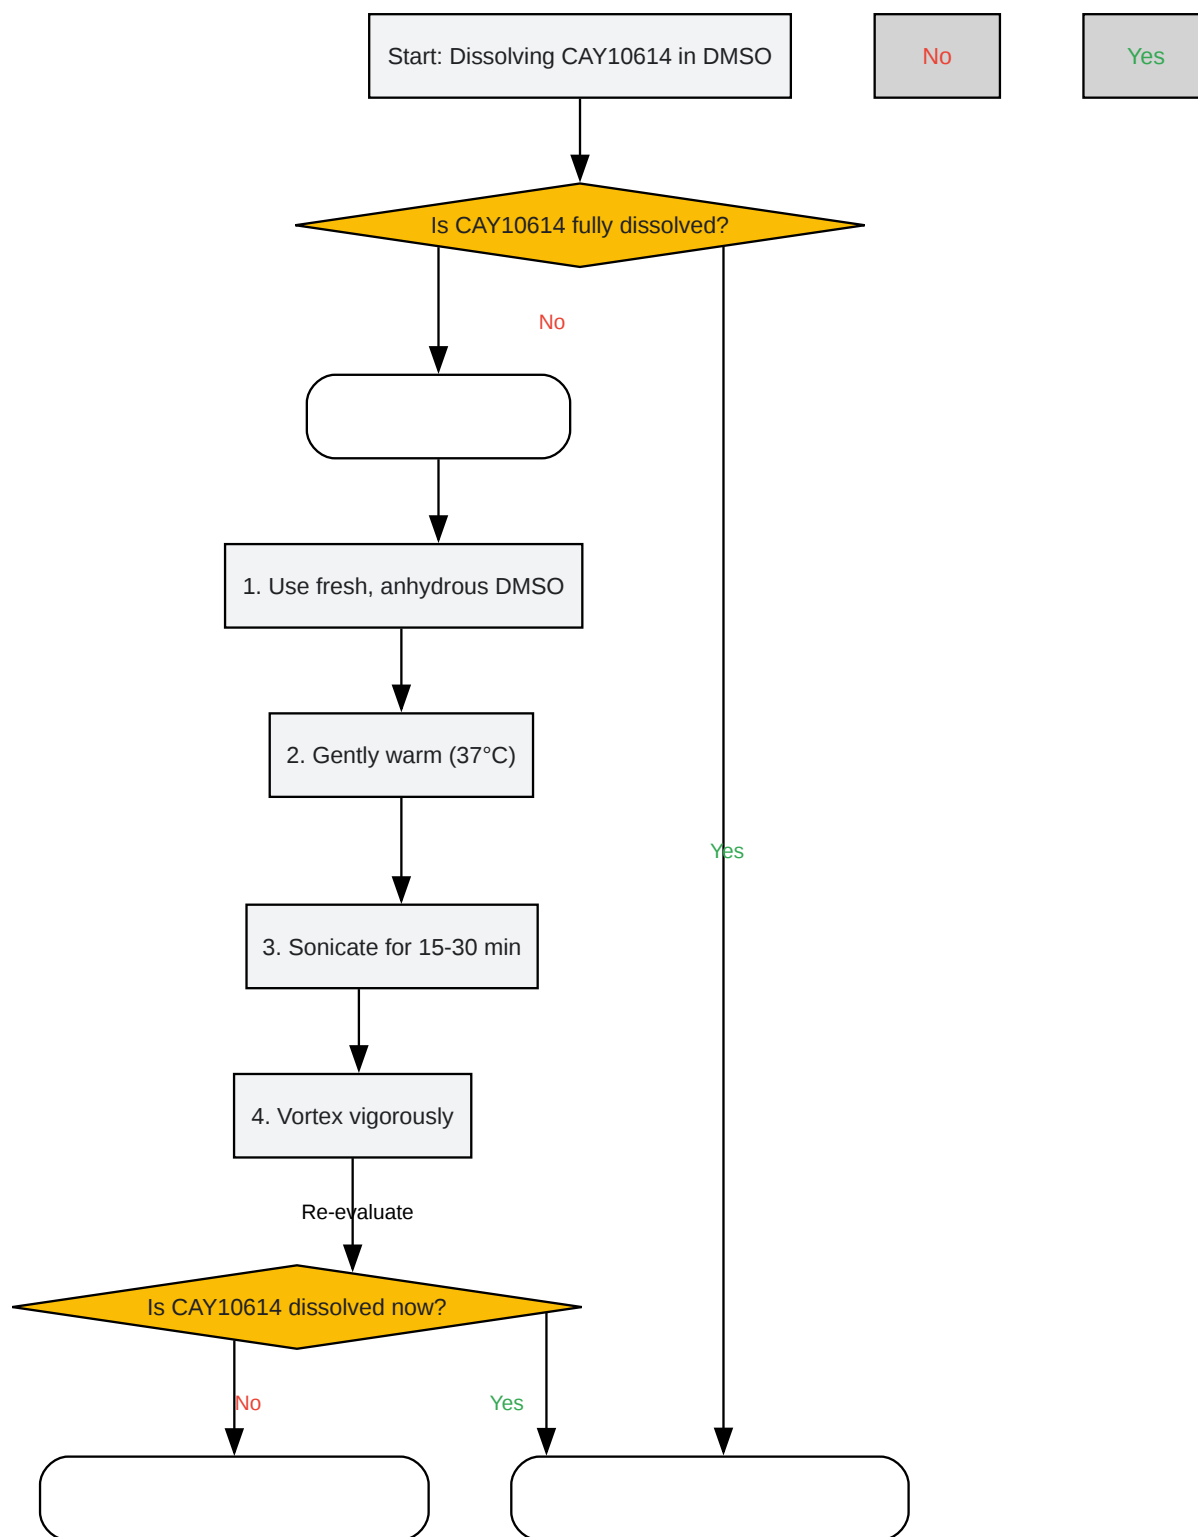 Start: Dissolving CAY10614 in DMSO
No
Yes
Is CAY10614 fully dissolved?
No
1. Use fresh, anhydrous DMSO
2. Gently warm (37°C)
Yes
3. Sonicate for 15-30 min
4. Vortex vigorously
Re-evaluate
Is CAY10614 dissolved now?
No
Yes